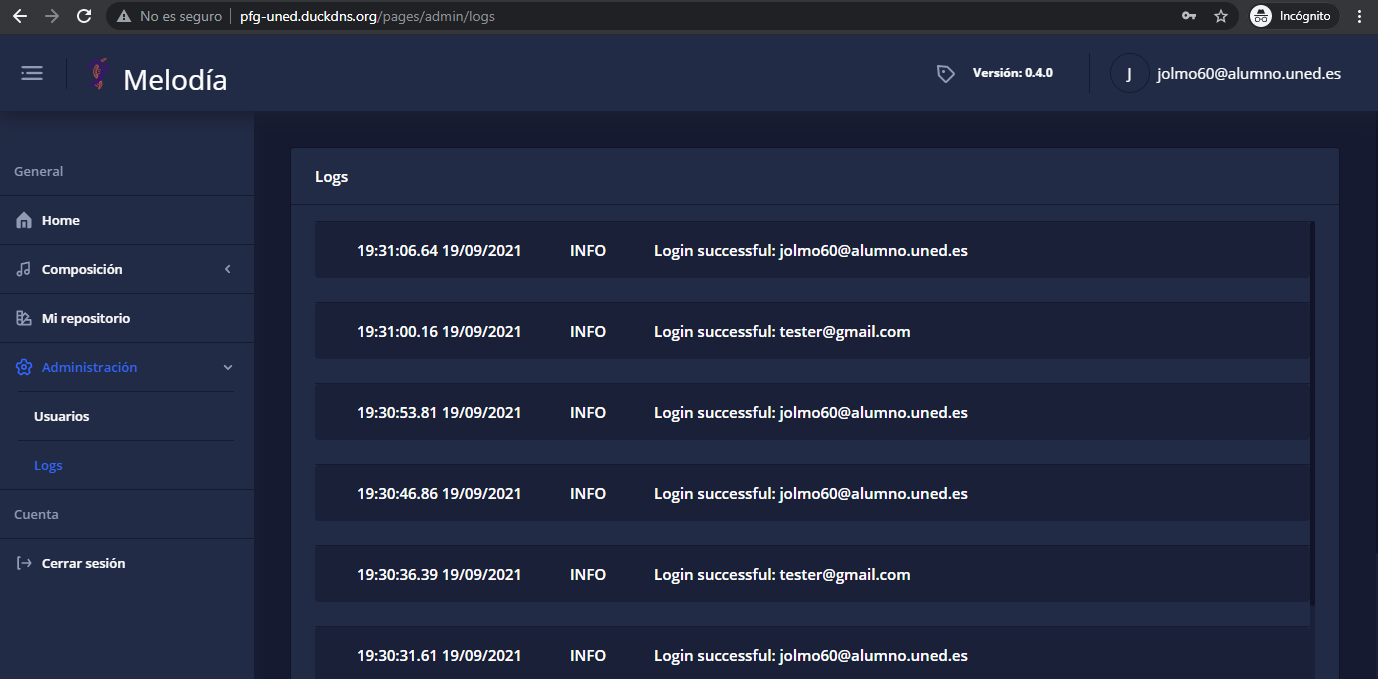 No es seguro | pfg-uned.duckdns.org/pages/admin/logs Incógnito
Melodía Versión: 0.4.0 J jolmo60@alumno.uned.es
General
Home
Composición
Mi repositorio
Administración
Usuarios
Logs
Cuenta
Cerrar sesión
Logs
19:31:06.64 19/09/2021 INFO Login successful: jolmo60@alumno.uned.es
19:31:00.16 19/09/2021 INFO Login successful: tester@gmail.com
19:30:53.81 19/09/2021 INFO Login successful: jolmo60@alumno.uned.es
19:30:46.86 19/09/2021 INFO Login successful: jolmo60@alumno.uned.es
19:30:36.39 19/09/2021 INFO Login successful: tester@gmail.com
19:30:31.61 19/09/2021 INFO Login successful: jolmo60@alumno.uned.es